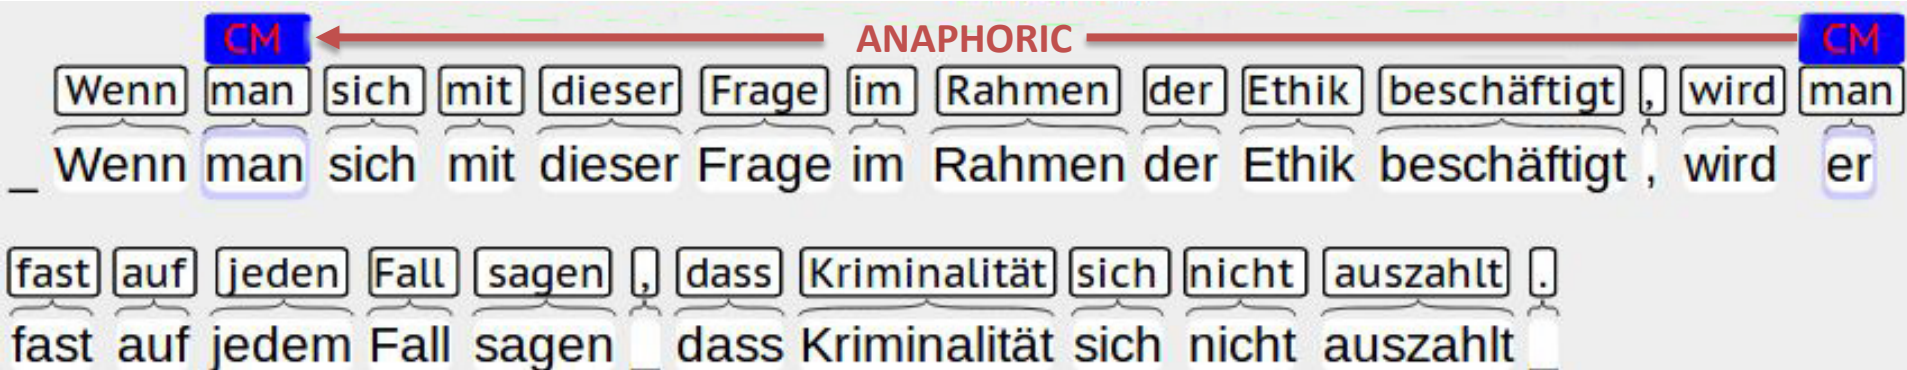 CM ANAPHORIC CM
Wenn man sich mit dieser Frage im Rahmen der Ethik beschäftigt , wird man
_ Wenn man sich mit dieser Frage im Rahmen der Ethik beschäftigt , wird er
fast auf jeden Fall sagen , dass Kriminalität sich nicht auszahlt .
fast auf jedem Fall sagen _ dass Kriminalität sich nicht auszahlt _